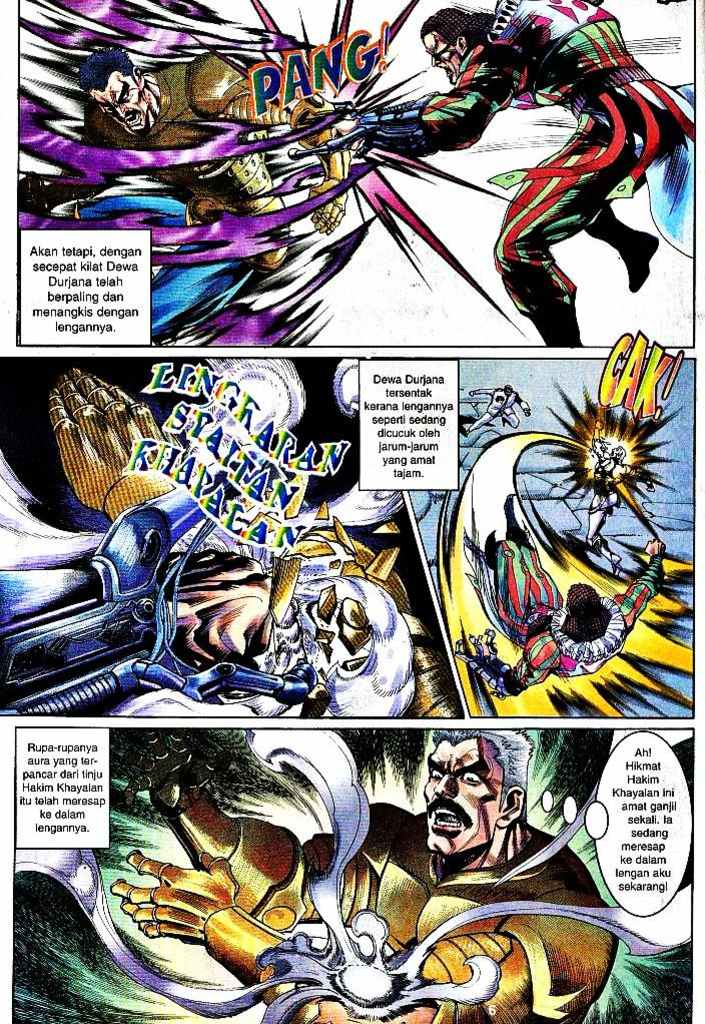 PANG!
Akan tetapi, dengan
secepat kilat Dewa
Durjana telah
berpaling dan
menangkis dengan
lengannya.
LINGKARAN
SYAITAN
KHAYALAN
Dewa Durjana
tersentak
kerana lengannya
seperti sedang
dicucuk oleh
jarum-jarum
yang amat
tajam.
CAK!
Rupa-rupanya
aura yang ter-
pancar dari tinju
Hakim Khayalan
itu telah meresap
ke dalam
lengannya.
Ah!
Hikmat
Hakim
Khayalan ini
amat ganjil
sekali. Ia
sedang
meresap
ke dalam
lengan aku
sekarang!
6